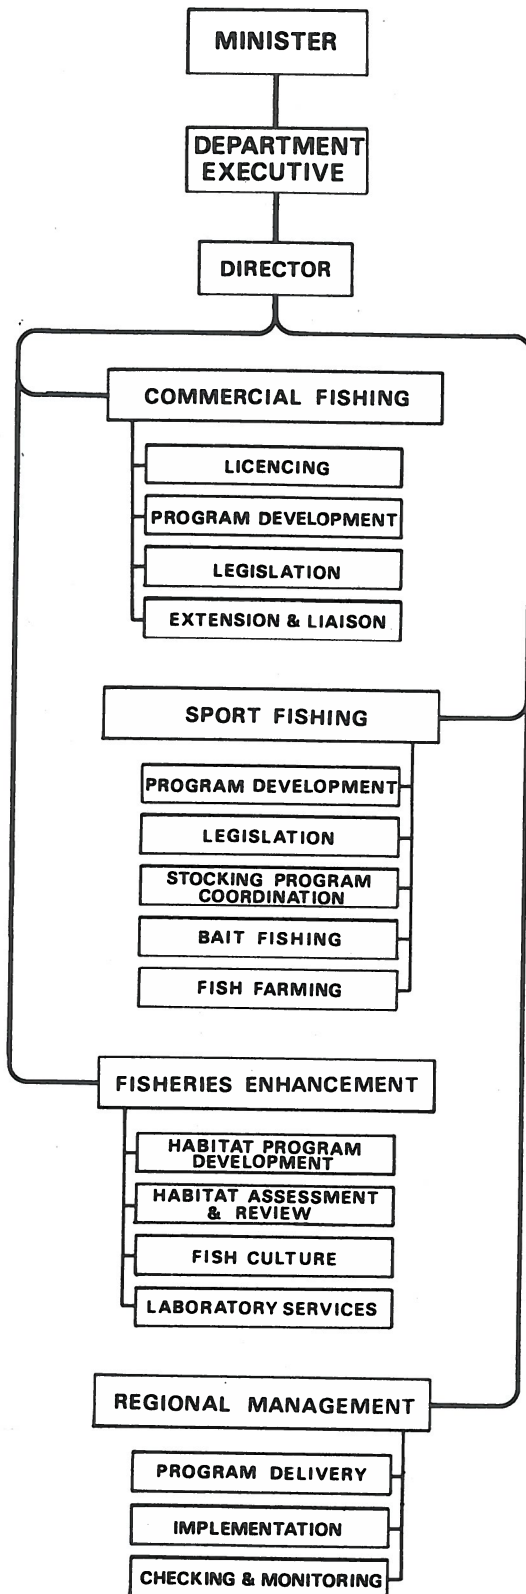 MINISTER
DEPARTMENT
EXECUTIVE
DIRECTOR
COMMERCIAL FISHING
LICENCING
PROGRAM DEVELOPMENT
LEGISLATION
EXTENSION & LIAISON
SPORT FISHING
PROGRAM DEVELOPMENT
LEGISLATION
STOCKING PROGRAM
COORDINATION
BAIT FISHING
FISH FARMING
FISHERIES ENHANCEMENT
HABITAT PROGRAM
DEVELOPMENT
HABITAT ASSESSMENT
& REVIEW
FISH CULTURE
LABORATORY SERVICES
REGIONAL MANAGEMENT
PROGRAM DELIVERY
IMPLEMENTATION
CHECKING & MONITORING